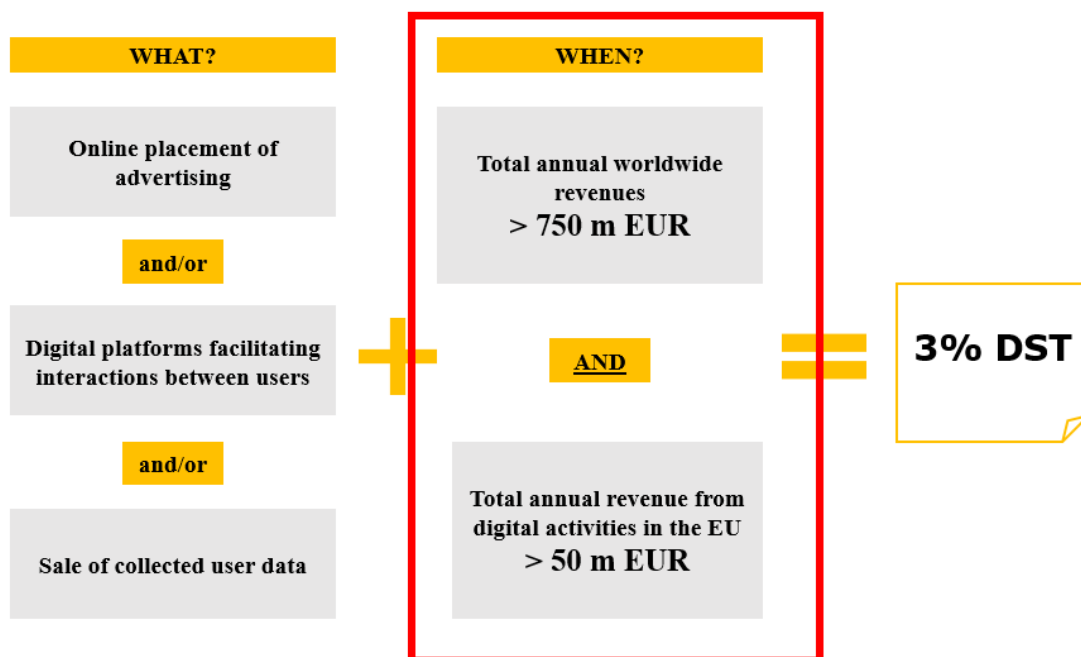 WHAT?
Online placement of
advertising
and/or
Digital platforms facilitating
interactions between users
and/or
Sale of collected user data
WHEN?
Total annual worldwide
revenues
> 750 m EUR
AND
Total annual revenue from
digital activities in the EU
> 50 m EUR
3% DST